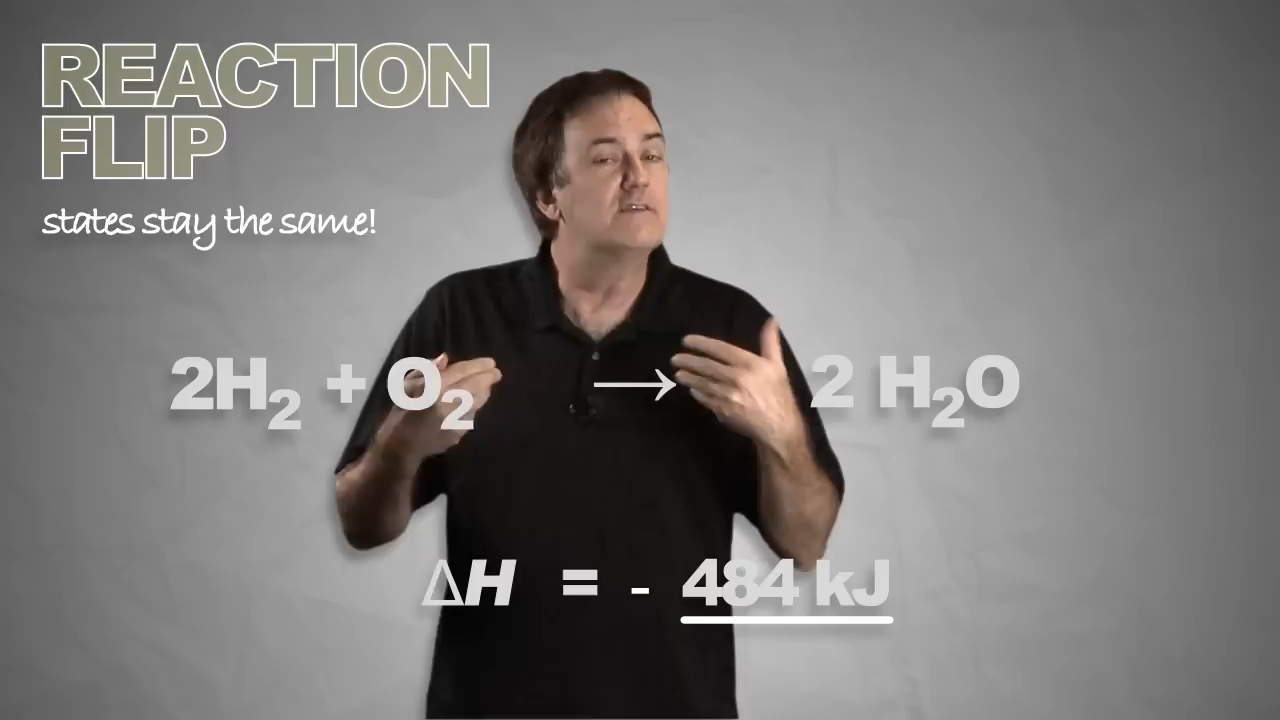 REACTION
FLIP
states stay the same!
2H₂ + O₂ → 2 H₂O
ΔH = - 484 kJ